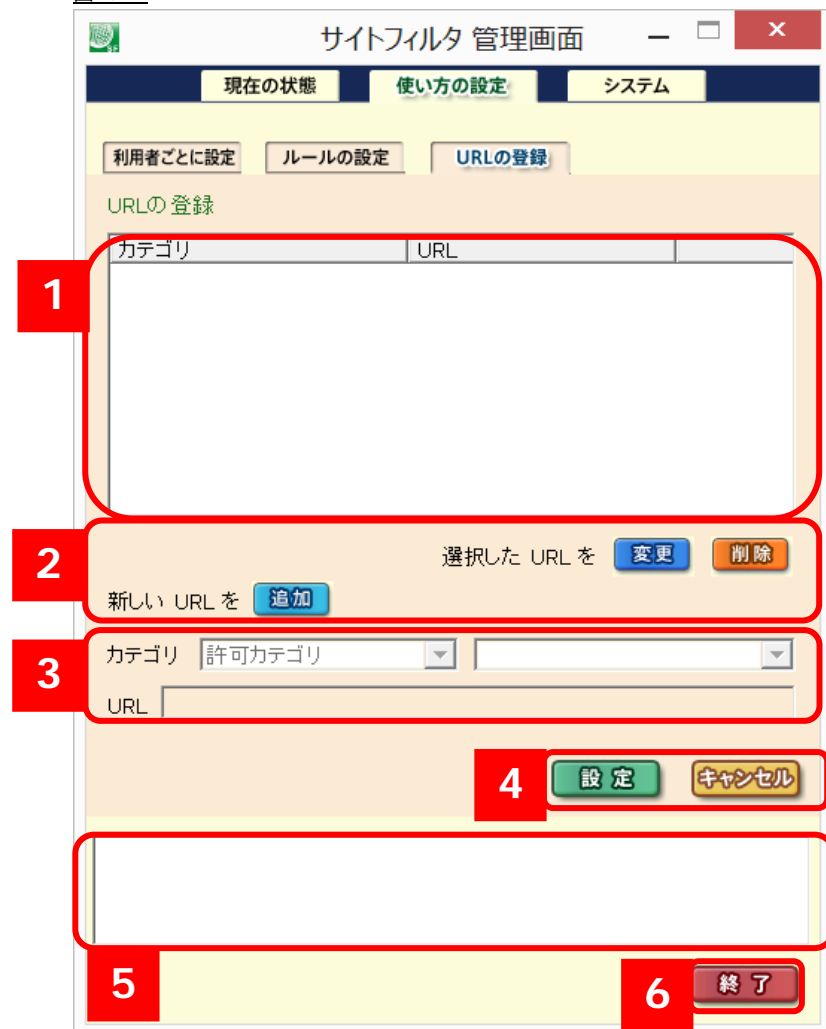 サイトフィルタ 管理画面
現在の状態 使い方の設定 システム
利用者ごとに設定 ルールの設定 URLの登録
URLの登録
カテゴリ URL
1
選択した URL を 変更 削除
2
新しい URL を 追加
カテゴリ 許可カテゴリ
3
URL
4 設定 キャンセル
5
6 終了